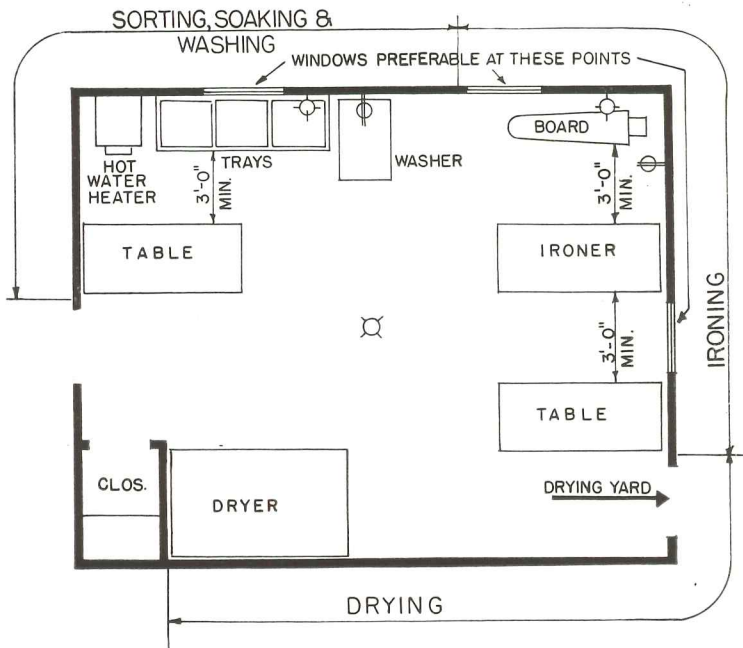 SORTING, SOAKING &
WASHING
WINDOWS PREFERABLE AT THESE POINTS
HOT
WATER
HEATER
TRAYS
WASHER
BOARD
3'-0"
MIN.
3'-0"
MIN.
TABLE
IRONER
IRONING
3'-0"
MIN.
TABLE
CLOS.
DRYER
DRYING YARD
DRYING